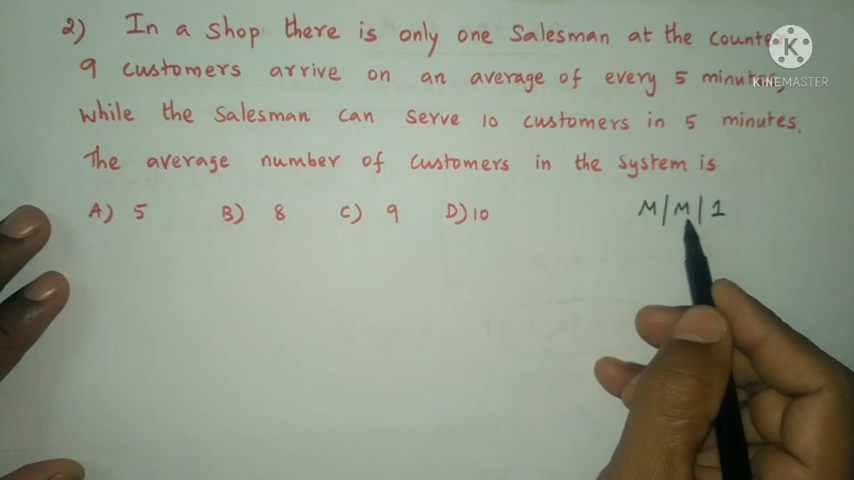 2) In a shop there is only one salesman at the counte
9 customers arrive on an average of every 5 minutes,
while the salesman can serve 10 customers in 5 minutes.
The average number of customers in the system is
A) 5 B) 8 C) 9 D) 10 M/M/1
K
KINEMASTER